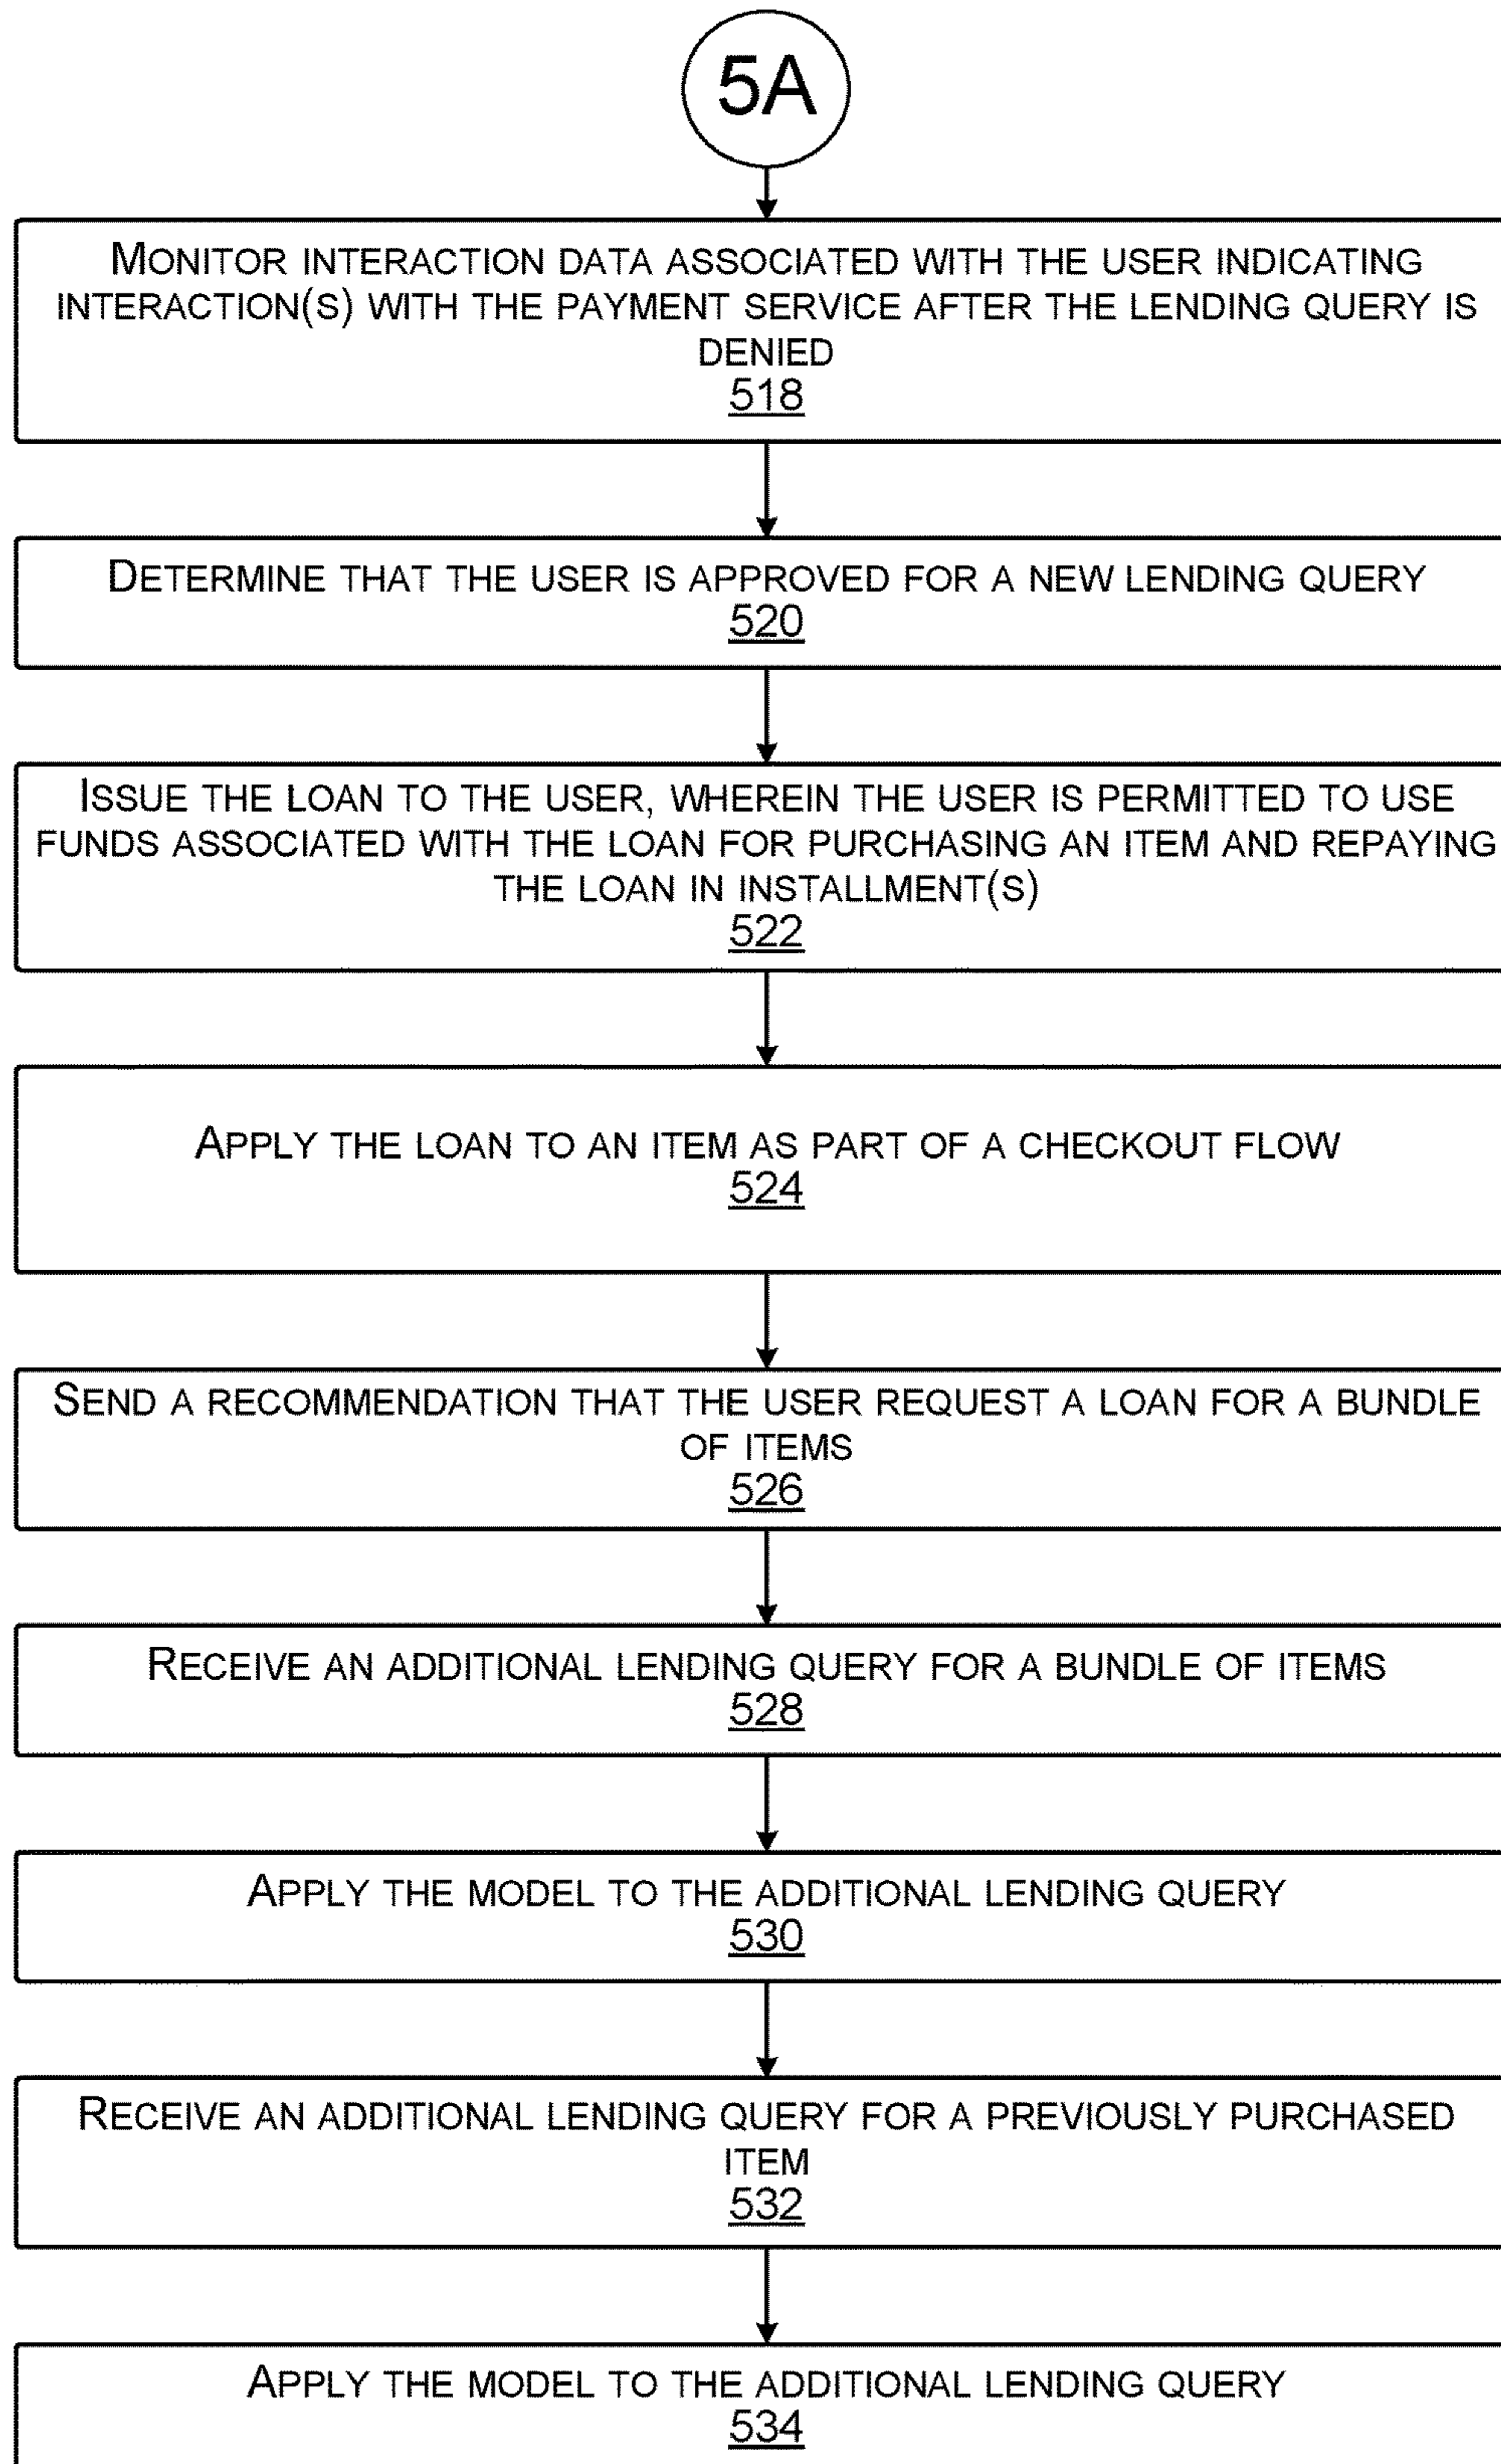 5A
MONITOR INTERACTION DATA ASSOCIATED WITH THE USER INDICATING
INTERACTION(S) WITH THE PAYMENT SERVICE AFTER THE LENDING QUERY IS
DENIED
518
DETERMINE THAT THE USER IS APPROVED FOR A NEW LENDING QUERY
520
ISSUE THE LOAN TO THE USER, WHEREIN THE USER IS PERMITTED TO USE
FUNDS ASSOCIATED WITH THE LOAN FOR PURCHASING AN ITEM AND REPAYING
THE LOAN IN INSTALLMENT(S)
522
APPLY THE LOAN TO AN ITEM AS PART OF A CHECKOUT FLOW
524
SEND A RECOMMENDATION THAT THE USER REQUEST A LOAN FOR A BUNDLE
OF ITEMS
526
RECEIVE AN ADDITIONAL LENDING QUERY FOR A BUNDLE OF ITEMS
528
APPLY THE MODEL TO THE ADDITIONAL LENDING QUERY
530
RECEIVE AN ADDITIONAL LENDING QUERY FOR A PREVIOUSLY PURCHASED
ITEM
532
APPLY THE MODEL TO THE ADDITIONAL LENDING QUERY
534